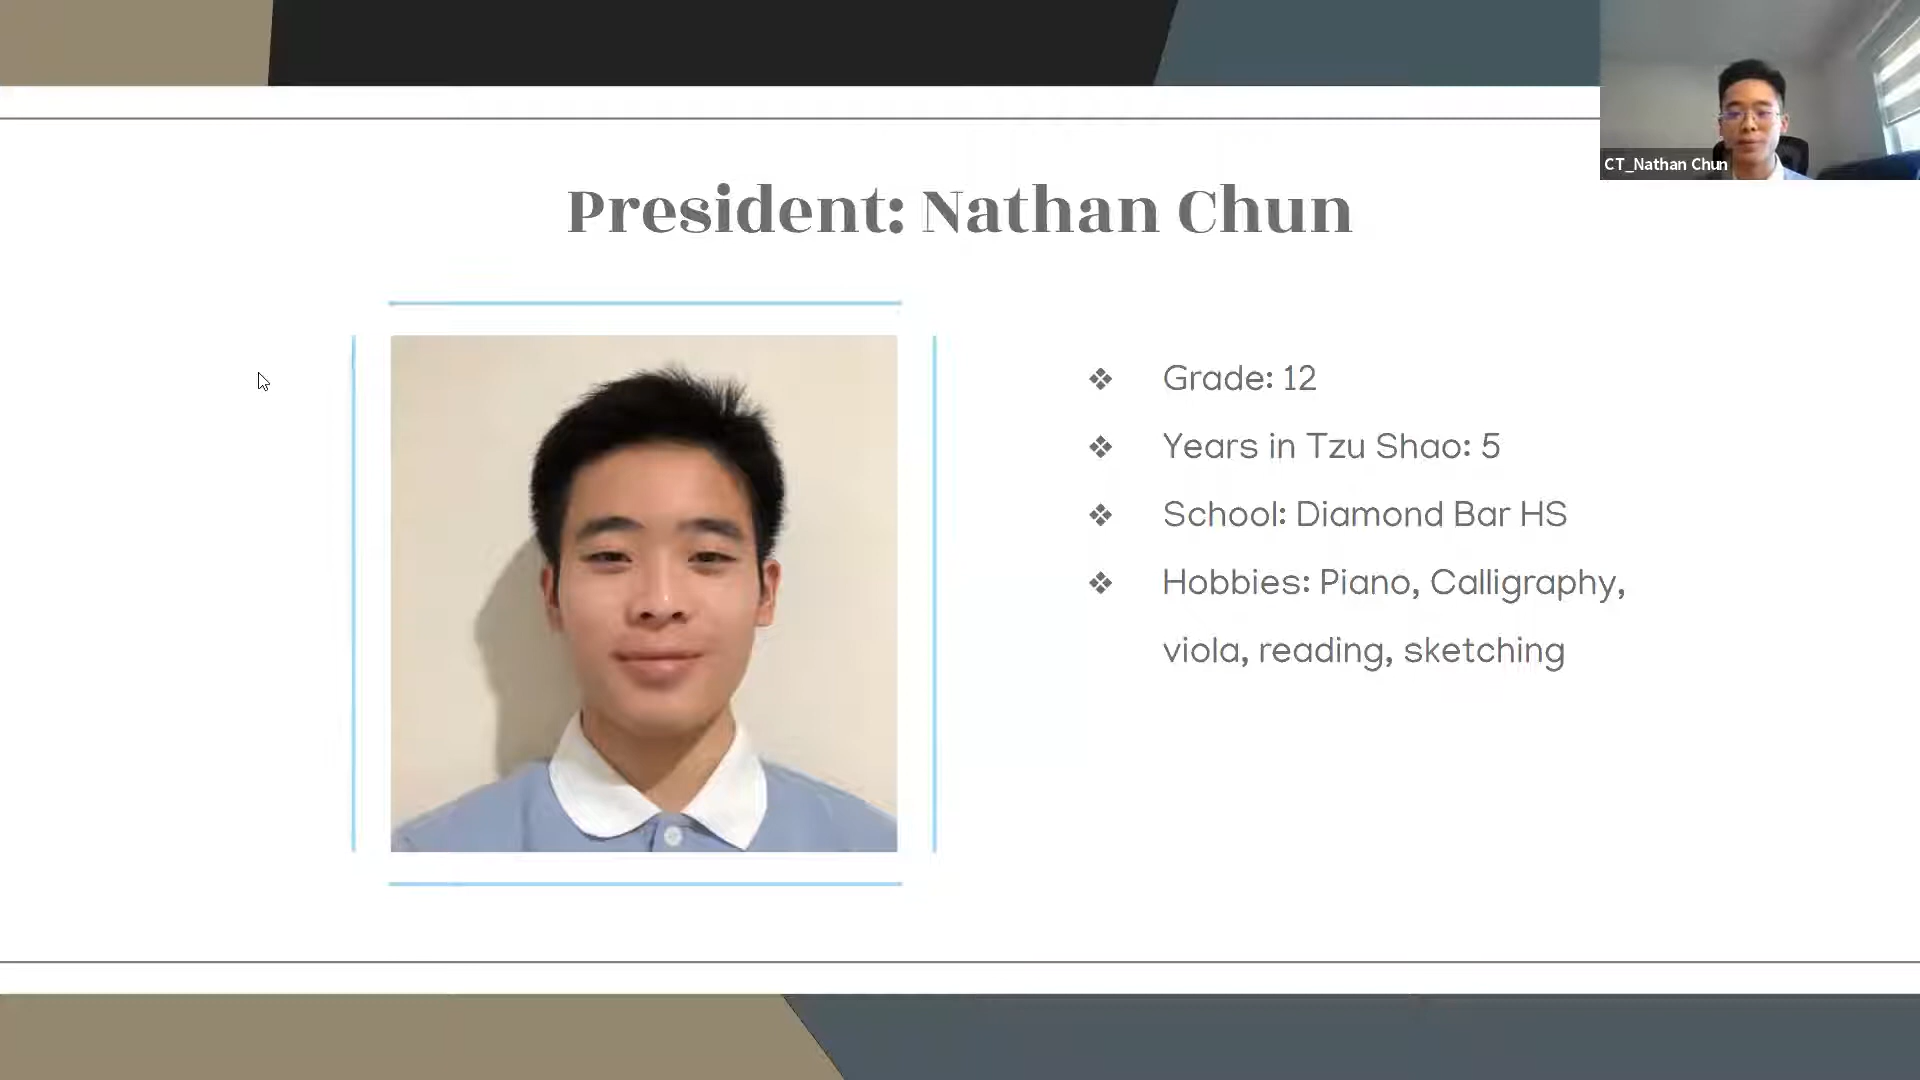 CT_Nathan Chun
President: Nathan Chun
❖ Grade: 12
❖ Years in Tzu Shao: 5
❖ School: Diamond Bar HS
❖ Hobbies: Piano, Calligraphy,
viola, reading, sketching